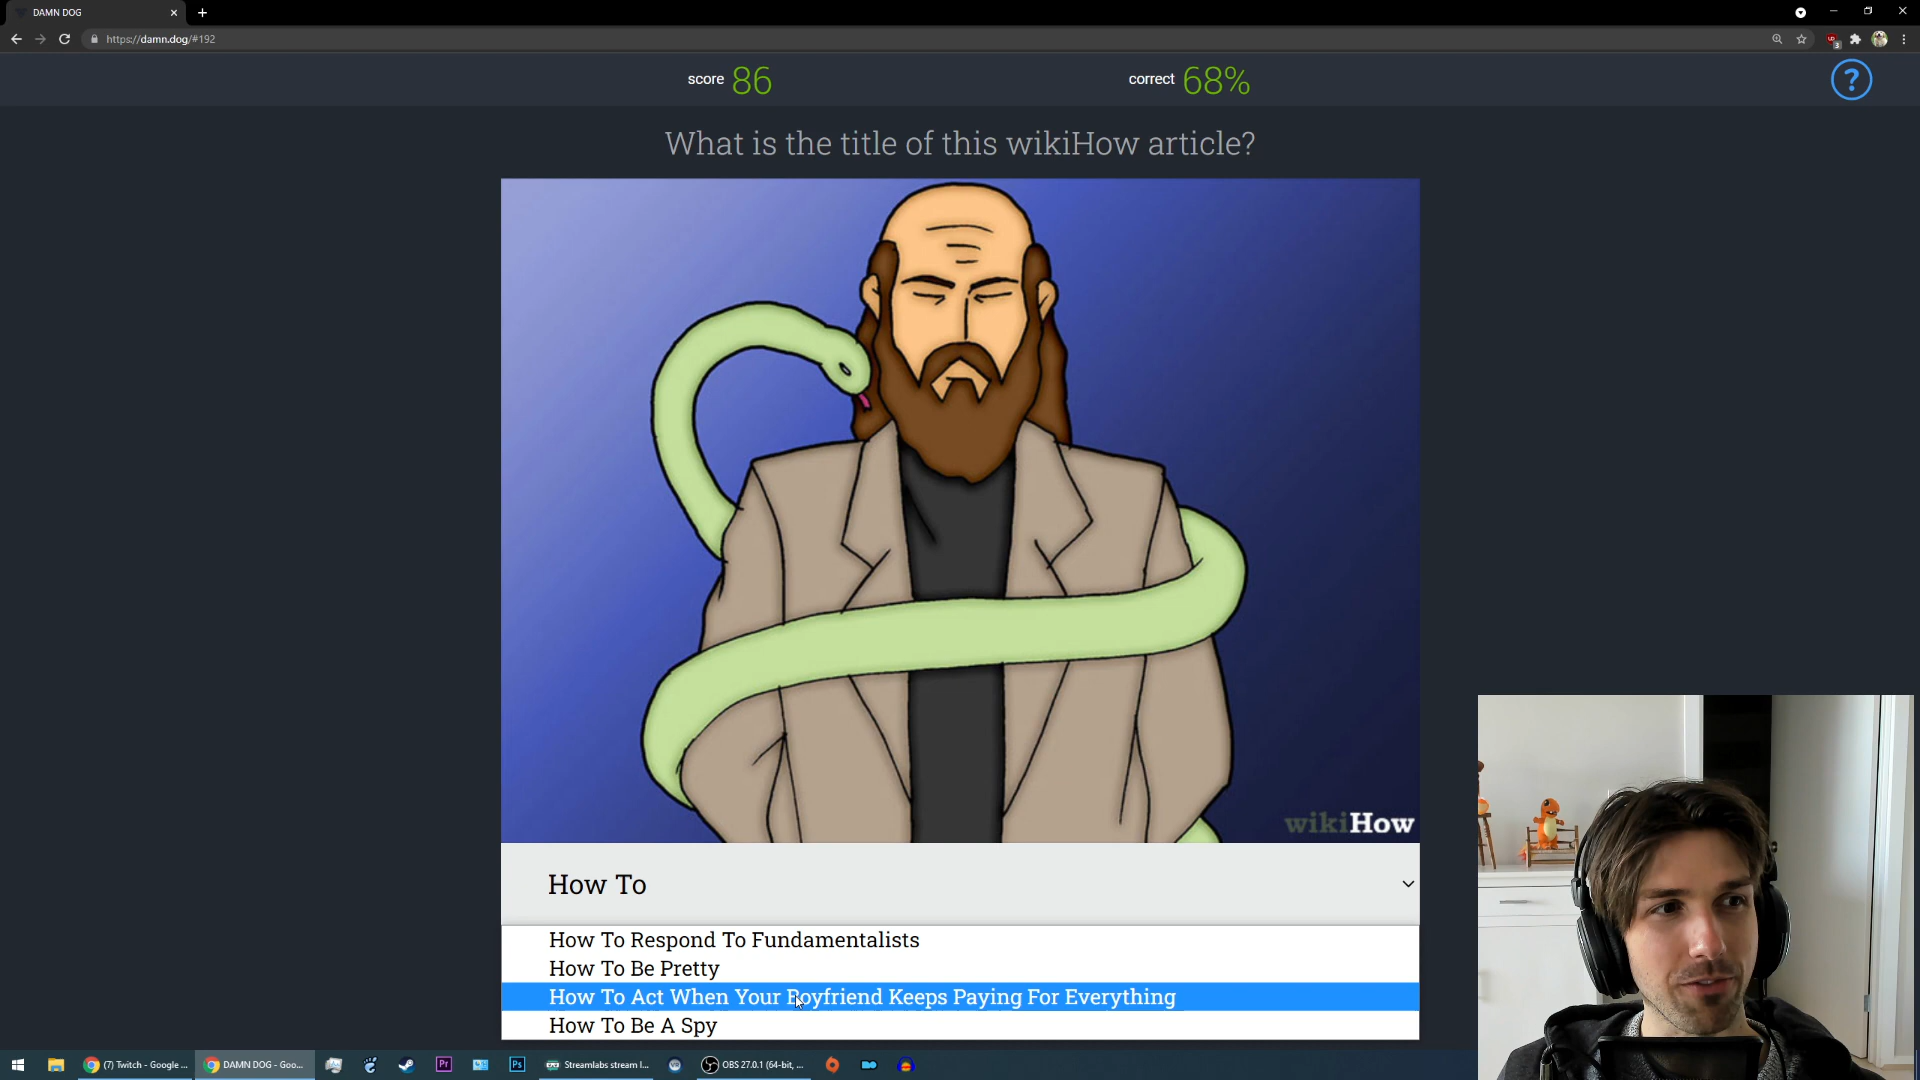 DAMN DOG
https://damn.dog/#192
score 86
correct 68%
?
What is the title of this wikiHow article?
wikiHow
How To
How To Respond To Fundamentalists
How To Be Pretty
How To Act When Your Boyfriend Keeps Paying For Everything
How To Be A Spy
(7) Twitch - Google ...
DAMN DOG - Goo...
Pr
Ps
Streamlabs stream l...
OBS 27.0.1 (64-bit, ...
3